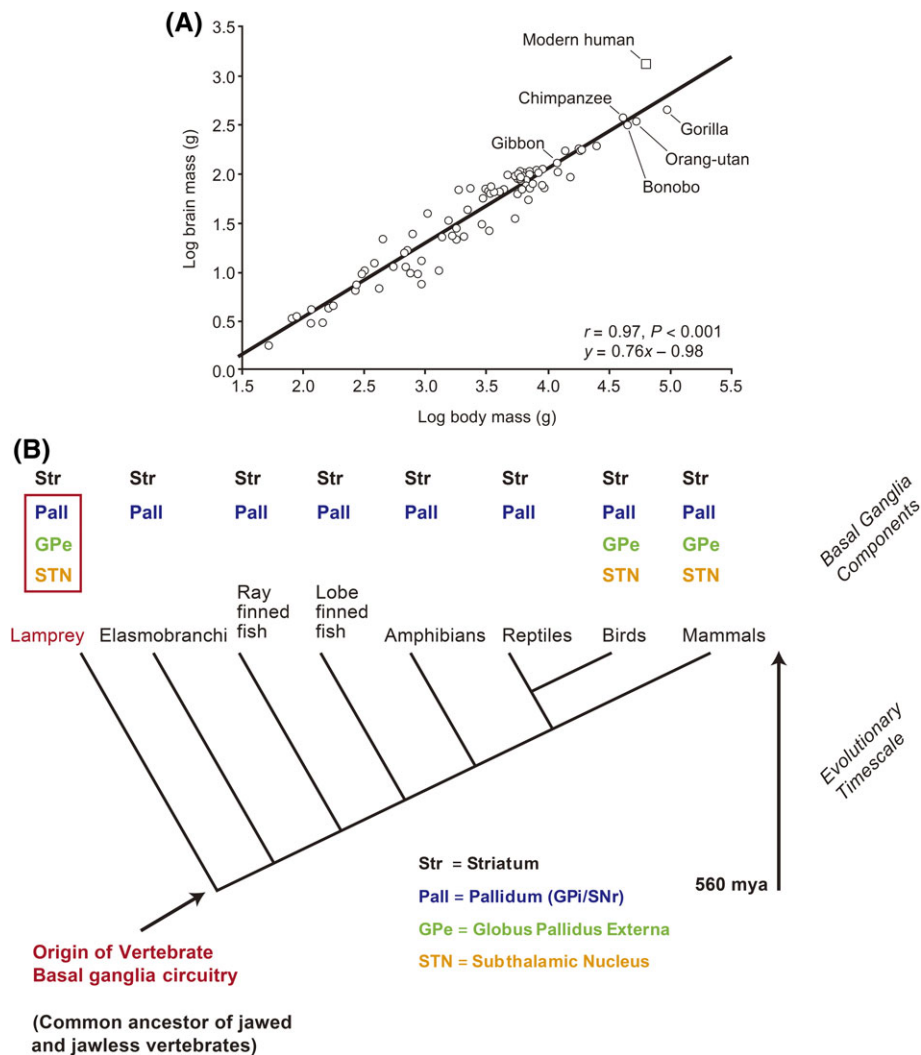 (A)
Log brain mass (g)
3.5
3.0
2.5
2.0
1.5
1.0
0.5
0.0
Modern human
Chimpanzee
Gibbon
Gorilla
Orang-utan
Bonobo
r = 0.97, P < 0.001
y = 0.76x – 0.98
1.5 2.0 2.5 3.0 3.5 4.0 4.5 5.0 5.5
Log body mass (g)
(B)
Str Str Str Str Str Str Str Str
Pall Pall Pall Pall Pall Pall Pall Pall
GPe GPe GPe
STN STN STN
Basal Ganglia
Components
Lamprey
Elasmobranchi
Ray
finned
fish
Lobe
finned
fish
Amphibians
Reptiles
Birds
Mammals
Evolutionary
Timescale
560 mya
Str = Striatum
Pall = Pallidum (GPi/SNr)
GPe = Globus Pallidus Externa
STN = Subthalamic Nucleus
Origin of Vertebrate
Basal ganglia circuitry
(Common ancestor of jawed
and jawless vertebrates)